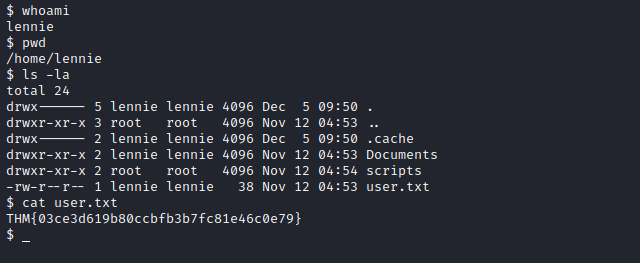 $ whoami
lennie
$ pwd
/home/lennie
$ ls -la
total 24
drwx------ 5 lennie lennie 4096 Dec  5 09:50 .
drwxr-xr-x 3 root   root   4096 Nov 12 04:53 ..
drwx------ 2 lennie lennie 4096 Dec  5 09:50 .cache
drwxr-xr-x 2 lennie lennie 4096 Nov 12 04:53 Documents
drwxr-xr-x 2 root   root   4096 Nov 12 04:54 scripts
-rw-r--r-- 1 lennie lennie   38 Nov 12 04:53 user.txt
$ cat user.txt
THM{03ce3d619b80ccbfb3b7fc81e46c0e79}
$ _